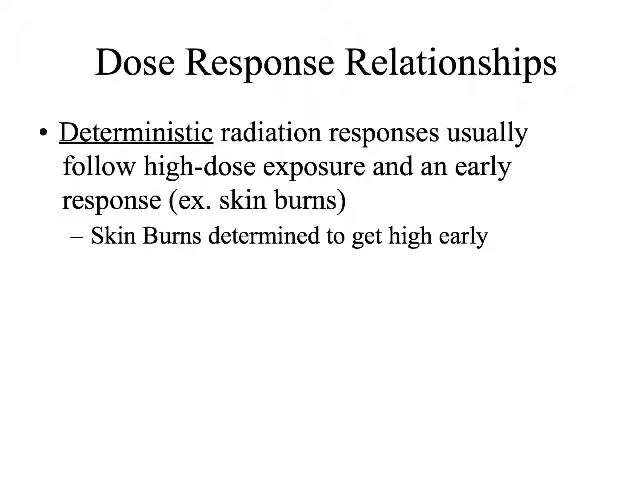 Dose Response Relationships
• Deterministic radiation responses usually
follow high-dose exposure and an early
response (ex. skin burns)
– Skin Burns determined to get high early